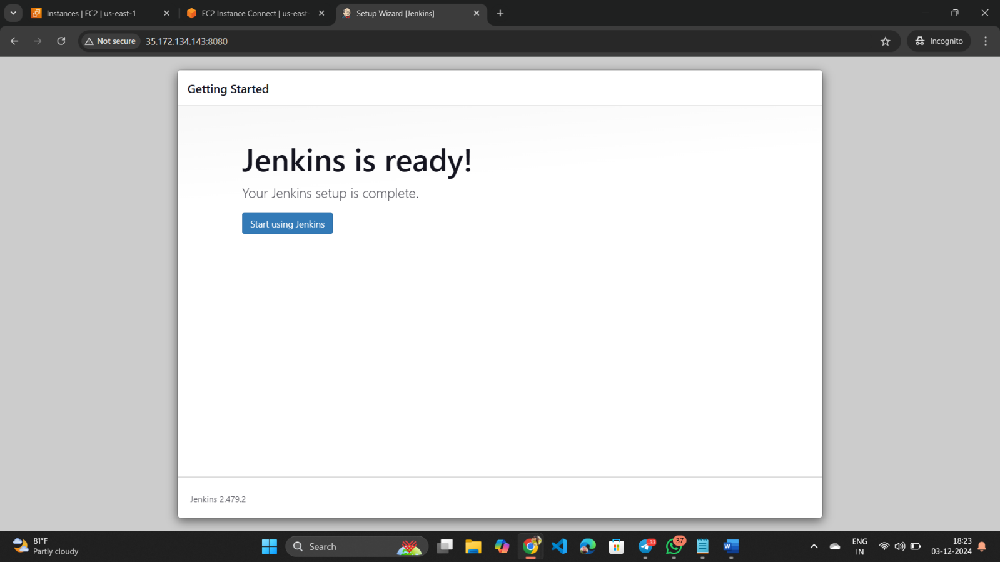 Instances | EC2 | us-east-1
EC2 Instance Connect | us-east-
Setup Wizard [Jenkins]
Not secure
35.172.134.143:8080
Incognito
Getting Started
Jenkins is ready!
Your Jenkins setup is complete.
Start using Jenkins
Jenkins 2.479.2
81°F
Partly cloudy
Search
33
37
ENG
IN
18:23
03-12-2024